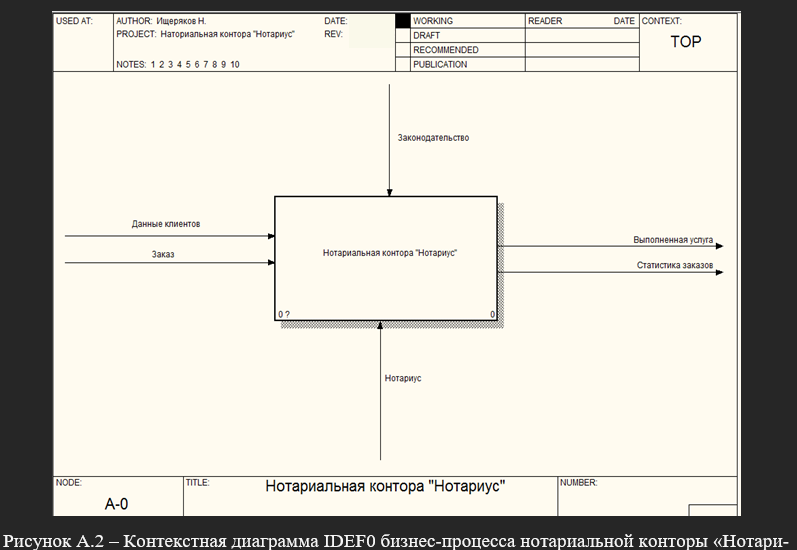 USED AT:
AUTHOR: Ищеряков Н.
DATE:
PROJECT: Наториальная контора "Нотариус"
REV:
NOTES: 1 2 3 4 5 6 7 8 9 10
WORKING
DRAFT
RECOMMENDED
PUBLICATION
READER
DATE
CONTEXT:
TOP
Законодательство
Данные клиентов
Заказ
Нотариальная контора "Нотариус"
0 ?
0
Выполненная услуга
Статистика заказов
Нотариус
NODE:
A-0
TITLE:
Нотариальная контора "Нотариус"
NUMBER:
Рисунок А.2 – Контекстная диаграмма IDEF0 бизнес-процесса нотариальной конторы «Нотари-